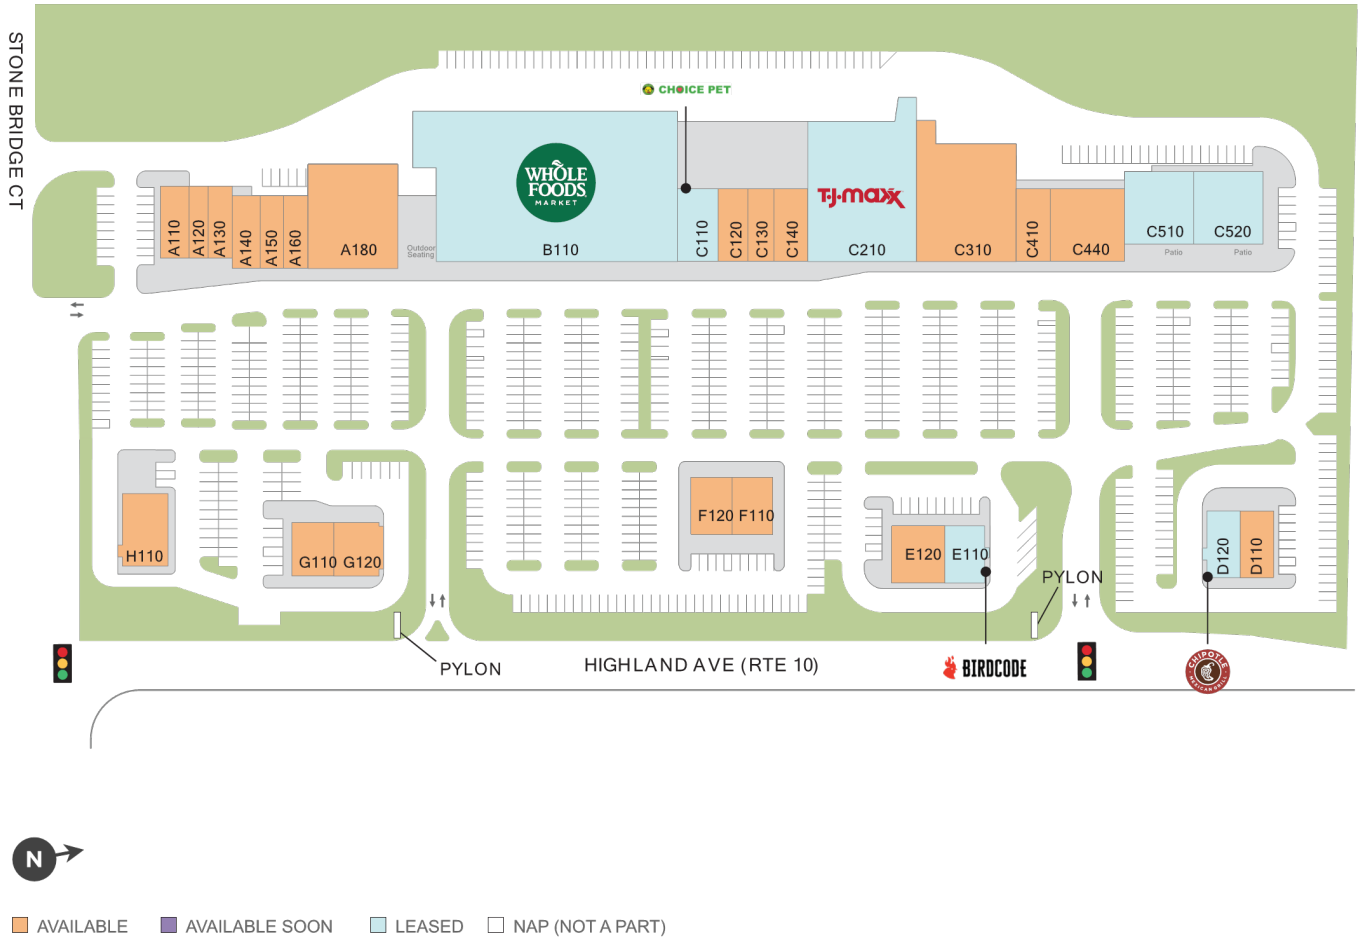 STONE BRIDGE CT
CHOICE PET
WHOLE
FOODS
MARKET
T.J.maxx
A110
A120
A130
A140
A150
A160
A180
Outdoor
Seating
B110
C110
C120
C130
C140
C210
C310
C410
C440
C510
C520
Patio
Patio
H110
G110
G120
F120
F110
E120
E110
D120
D110
PYLON
PYLON
HIGHLAND AVE (RTE 10)
BIRDCODE
CHIPOTLE
MEXICAN GRILL
N
AVAILABLE
AVAILABLE SOON
LEASED
NAP (NOT A PART)